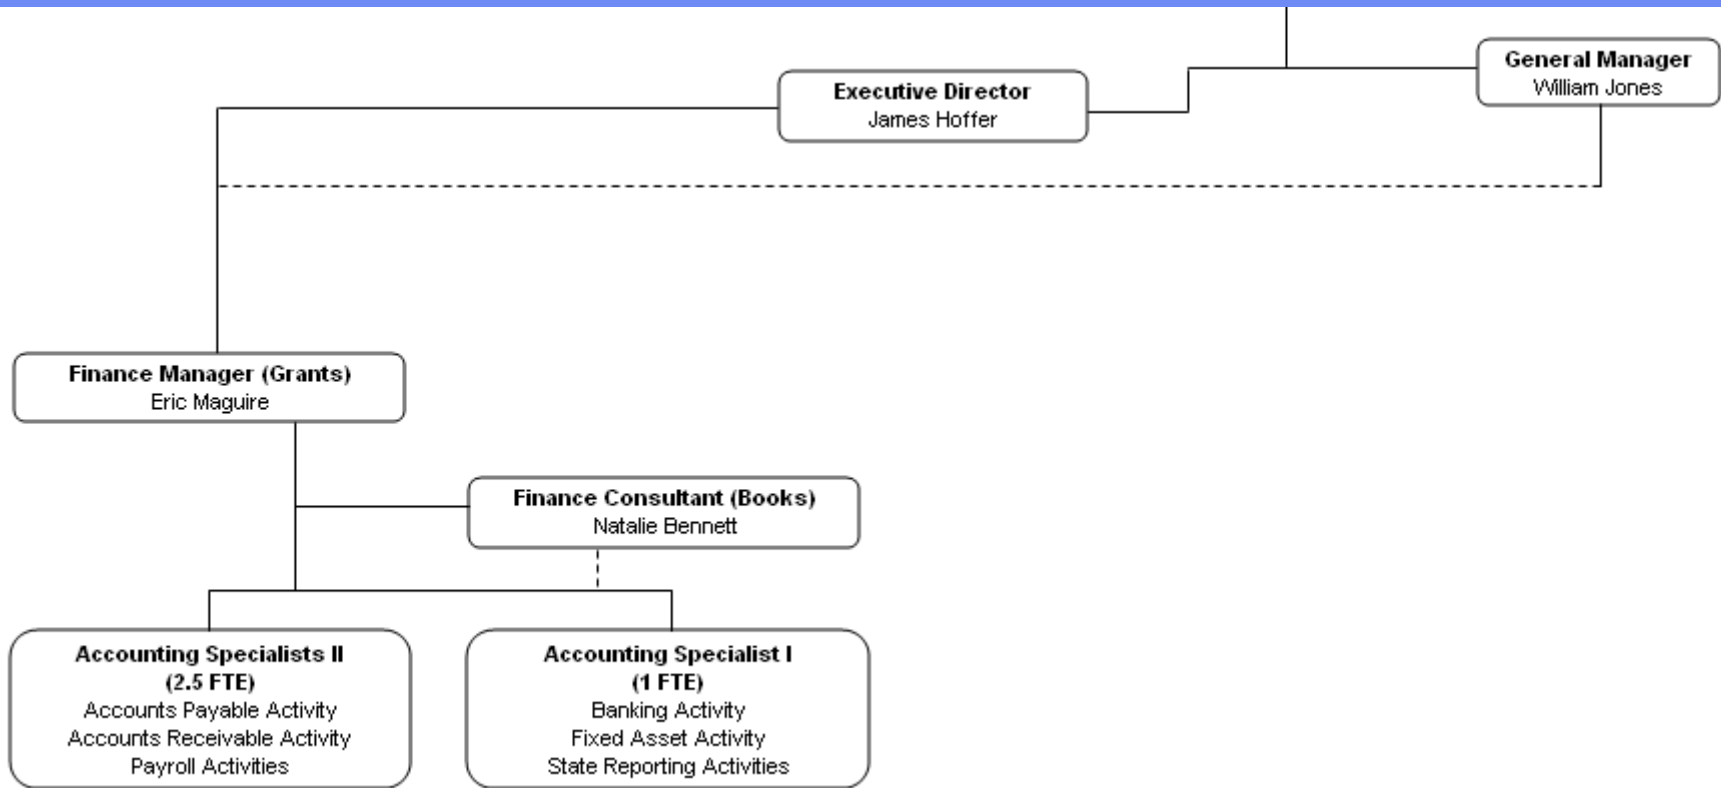 General Manager
William Jones
Executive Director
James Hoffer
Finance Manager (Grants)
Eric Maguire
Finance Consultant (Books)
Natalie Bennett
Accounting Specialists II
(2.5 FTE)
Accounts Payable Activity
Accounts Receivable Activity
Payroll Activities
Accounting Specialist I
(1 FTE)
Banking Activity
Fixed Asset Activity
State Reporting Activities